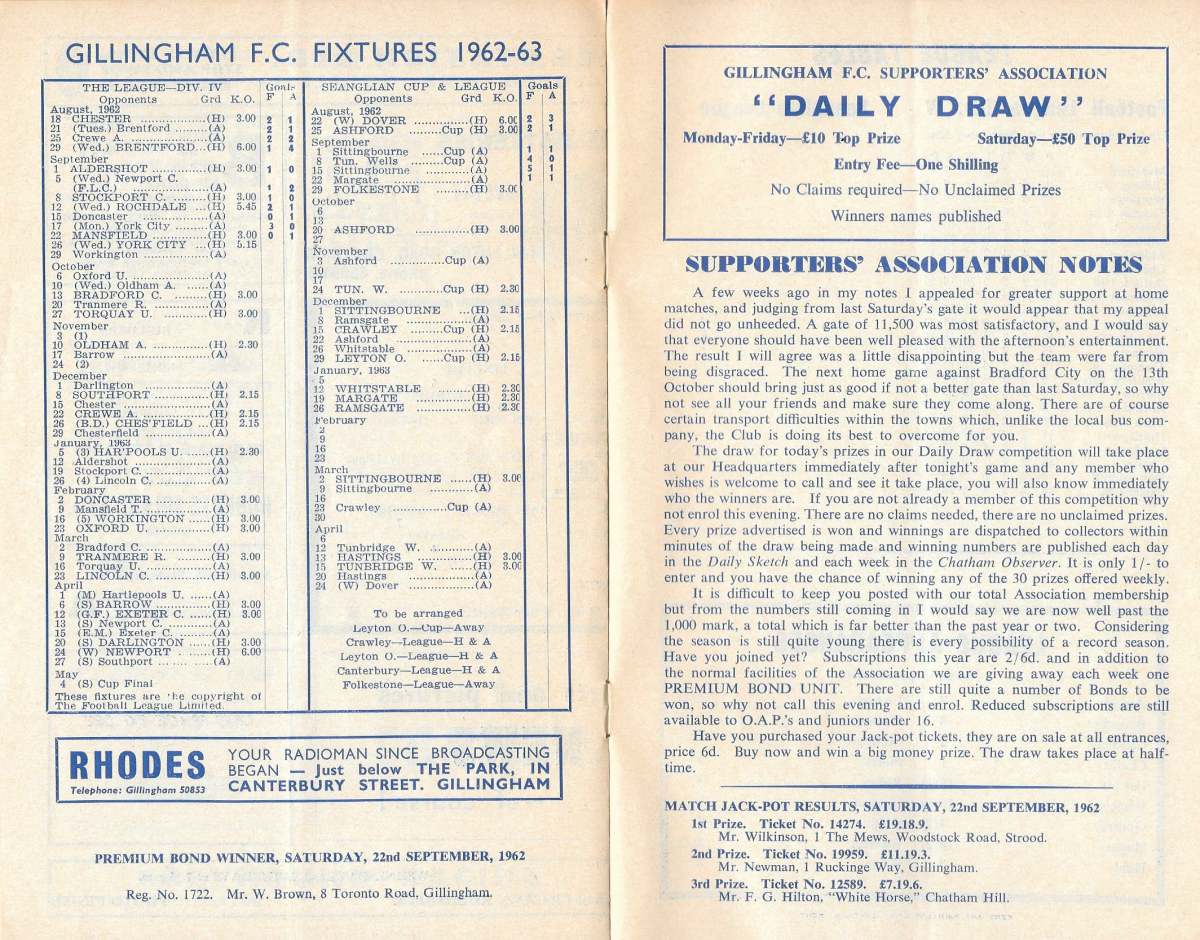 GILLINGHAM F.C. FIXTURES 1962-63
THE LEAGUE—DIV. IV Goals
Opponents Grd K.O. F A
August, 1962
18 CHESTER ..................(H) 3.00 2 1
21 (Tues.) Brentford .........(A) 2 1
25 Crewe A. ..................(A) 2 2
29 (Wed.) BRENTFORD...(H) 6.00 1 4
September
1 ALDERSHOT ...............(H) 3.00 1 0
5 (Wed.) Newport C.
(F.L.C.) .....................(A) 1 2
8 STOCKPORT C. .........(H) 3.00 1 0
12 (Wed.) ROCHDALE ...(H) 5.45 2 1
15 Doncaster ..................(A) 0 1
17 (Mon.) York City .........(A) 3 0
22 MANSFIELD ...............(H) 3.00 0 1
26 (Wed.) YORK CITY ...(H) 5.15
29 Workington ..................(A)
October
6 Oxford U. ..................(A)
10 (Wed.) Oldham A. ......(A)
13 BRADFORD C. .........(H) 3.00
20 Tranmere R. ...............(A)
27 TORQUAY U. ............(H) 3.00
November
3 (1)
10 OLDHAM A. ...............(H) 2.30
17 Barrow .....................(A)
24 (2)
December
1 Darlington ..................(A)
8 SOUTHPORT ...............(H) 2.15
15 Chester .....................(A)
22 CREWE A. ..................(H) 2.15
26 (B.D.) CHES'FIELD ...(H) 2.15
29 Chesterfield ..................(A)
January, 1963
5 (3) HAR'POOLS U. ......(H) 2.30
12 Aldershot ..................(A)
19 Stockport C. ...............(A)
26 (4) Lincoln C. ...............(A)
February
2 DONCASTER ............(H) 3.00
9 Mansfield T. ...............(A)
16 (5) WORKINGTON ......(H) 3.00
23 OXFORD U. ...............(H) 3.00
March
2 Bradford C. ..................(A)
9 TRANMERE R. .........(H) 3.00
16 Torquay U. ..................(A)
23 LINCOLN C. ...............(H) 3.00
April
1 (M) Hartlepools U. ......(A)
6 (S) BARROW ............(H) 3.00
12 (G.F.) EXETER C. ......(H) 3.00
13 (S) Newport C. ............(A)
15 (E.M.) Exeter C. .........(A)
20 (S) DARLINGTON ......(H) 3.00
24 (W) NEWPORT .........(H) 6.00
27 (S) Southport ... .... .....(A)
May
4 (S) Cup Final
These fixtures are the copyright of
The Football League Limited.
SEANGLIAN CUP & LEAGUE Goals
Opponents Grd K.O. F A
August, 1962
22 (W) DOVER ...............(H) 6.00 2 3
25 ASHFORD .........Cup (H) 3.00 2 1
September
1 Sittingbourne ......Cup (A) 1 1
8 Tun. Wells .........Cup (A) 4 0
15 Sittingbourne ............(A) 5 1
22 Margate ..................(A) 1 1
29 FOLKESTONE .........(H) 3.00
October
6
13
20 ASHFORD ...............(H) 3.00
27
November
3 Ashford ............Cup (A)
10
17
24 TUN. W. ............Cup (H) 2.30
December
1 SITTINGBOURNE ...(H) 2.15
8 Ramsgate ...............(A)
15 CRAWLEY .........Cup (H) 2.15
22 Ashford ..................(A)
26 Whitstable ...............(A)
29 LEYTON O. ......Cup (H) 2.15
January, 1963
5
12 WHITSTABLE .........(H) 2.30
19 MARGATE ...............(H) 2.30
26 RAMSGATE ............(H) 2.30
February
2
9
16
23
March
2 SITTINGBOURNE ......(H) 3.00
9 Sittingbourne .........(A)
16
23 Crawley ............Cup (A)
30
April
6
12 Tunbridge W. ............(A)
13 HASTINGS ...............(H) 3.00
15 TUNBRIDGE W. ......(H) 3.00
20 Hastings ..................(A)
24 (W) Dover ...............(A)
To be arranged
Leyton O.—Cup—Away
Crawley—League—H & A
Leyton O.—League—H & A
Canterbury—League—H & A
Folkestone—League—Away
RHODES
Telephone: Gillingham 50853
YOUR RADIOMAN SINCE BROADCASTING
BEGAN — Just below THE PARK, IN
CANTERBURY STREET. GILLINGHAM
PREMIUM BOND WINNER, SATURDAY, 22nd SEPTEMBER, 1962
Reg. No. 1722. Mr. W. Brown, 8 Toronto Road, Gillingham.
GILLINGHAM F.C. SUPPORTERS' ASSOCIATION
"DAILY DRAW"
Monday-Friday—£10 Top Prize Saturday—£50 Top Prize
Entry Fee—One Shilling
No Claims required—No Unclaimed Prizes
Winners names published
SUPPORTERS' ASSOCIATION NOTES
A few weeks ago in my notes I appealed for greater support at home
matches, and judging from last Saturday's gate it would appear that my appeal
did not go unheeded. A gate of 11,500 was most satisfactory, and I would say
that everyone should have been well pleased with the afternoon's entertainment.
The result I will agree was a little disappointing but the team were far from
being disgraced. The next home game against Bradford City on the 13th
October should bring just as good if not a better gate than last Saturday, so why
not see all your friends and make sure they come along. There are of course
certain transport difficulties within the towns which, unlike the local bus com-
pany, the Club is doing its best to overcome for you.
The draw for today's prizes in our Daily Draw competition will take place
at our Headquarters immediately after tonight's game and any member who
wishes is welcome to call and see it take place, you will also know immediately
who the winners are. If you are not already a member of this competition why
not enrol this evening. There are no claims needed, there are no unclaimed prizes.
Every prize advertised is won and winnings are dispatched to collectors within
minutes of the draw being made and winning numbers are published each day
in the Daily Sketch and each week in the Chatham Observer. It is only 1/- to
enter and you have the chance of winning any of the 30 prizes offered weekly.
It is difficult to keep you posted with our total Association membership
but from the numbers still coming in I would say we are now well past the
1,000 mark, a total which is far better than the past year or two. Considering
the season is still quite young there is every possibility of a record season.
Have you joined yet? Subscriptions this year are 2/6d. and in addition to
the normal facilities of the Association we are giving away each week one
PREMIUM BOND UNIT. There are still quite a number of Bonds to be
won, so why not call this evening and enrol. Reduced subscriptions are still
available to O.A.P.'s and juniors under 16.
Have you purchased your Jack-pot tickets, they are on sale at all entrances,
price 6d. Buy now and win a big money prize. The draw takes place at half-
time.
MATCH JACK-POT RESULTS, SATURDAY, 22nd SEPTEMBER, 1962
1st Prize. Ticket No. 14274. £19.18.9.
Mr. Wilkinson, 1 The Mews, Woodstock Road, Strood.
2nd Prize. Ticket No. 19959. £11.19.3.
Mr. Newman, 1 Ruckinge Way, Gillingham.
3rd Prize. Ticket No. 12589. £7.19.6.
Mr. F. G. Hilton, "White Horse," Chatham Hill.